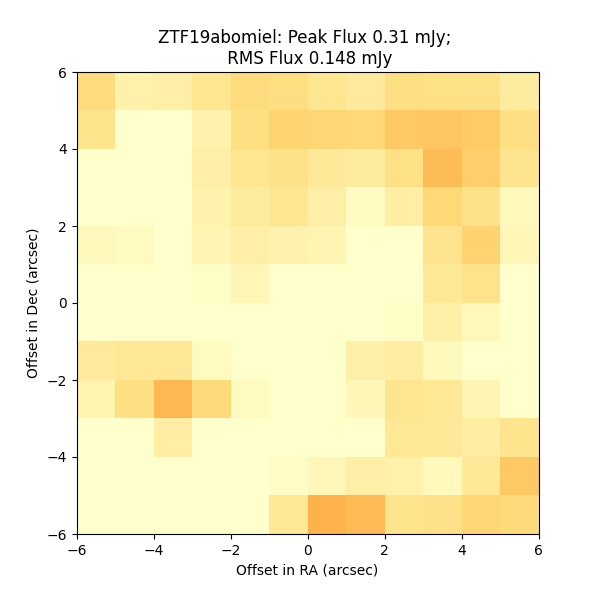 ZTF19abomiel: Peak Flux 0.31 mJy;
RMS Flux 0.148 mJy
6
4
2
0
−2
−4
−6
Offset in Dec (arcsec)
−6 −4 −2 0 2 4 6
Offset in RA (arcsec)